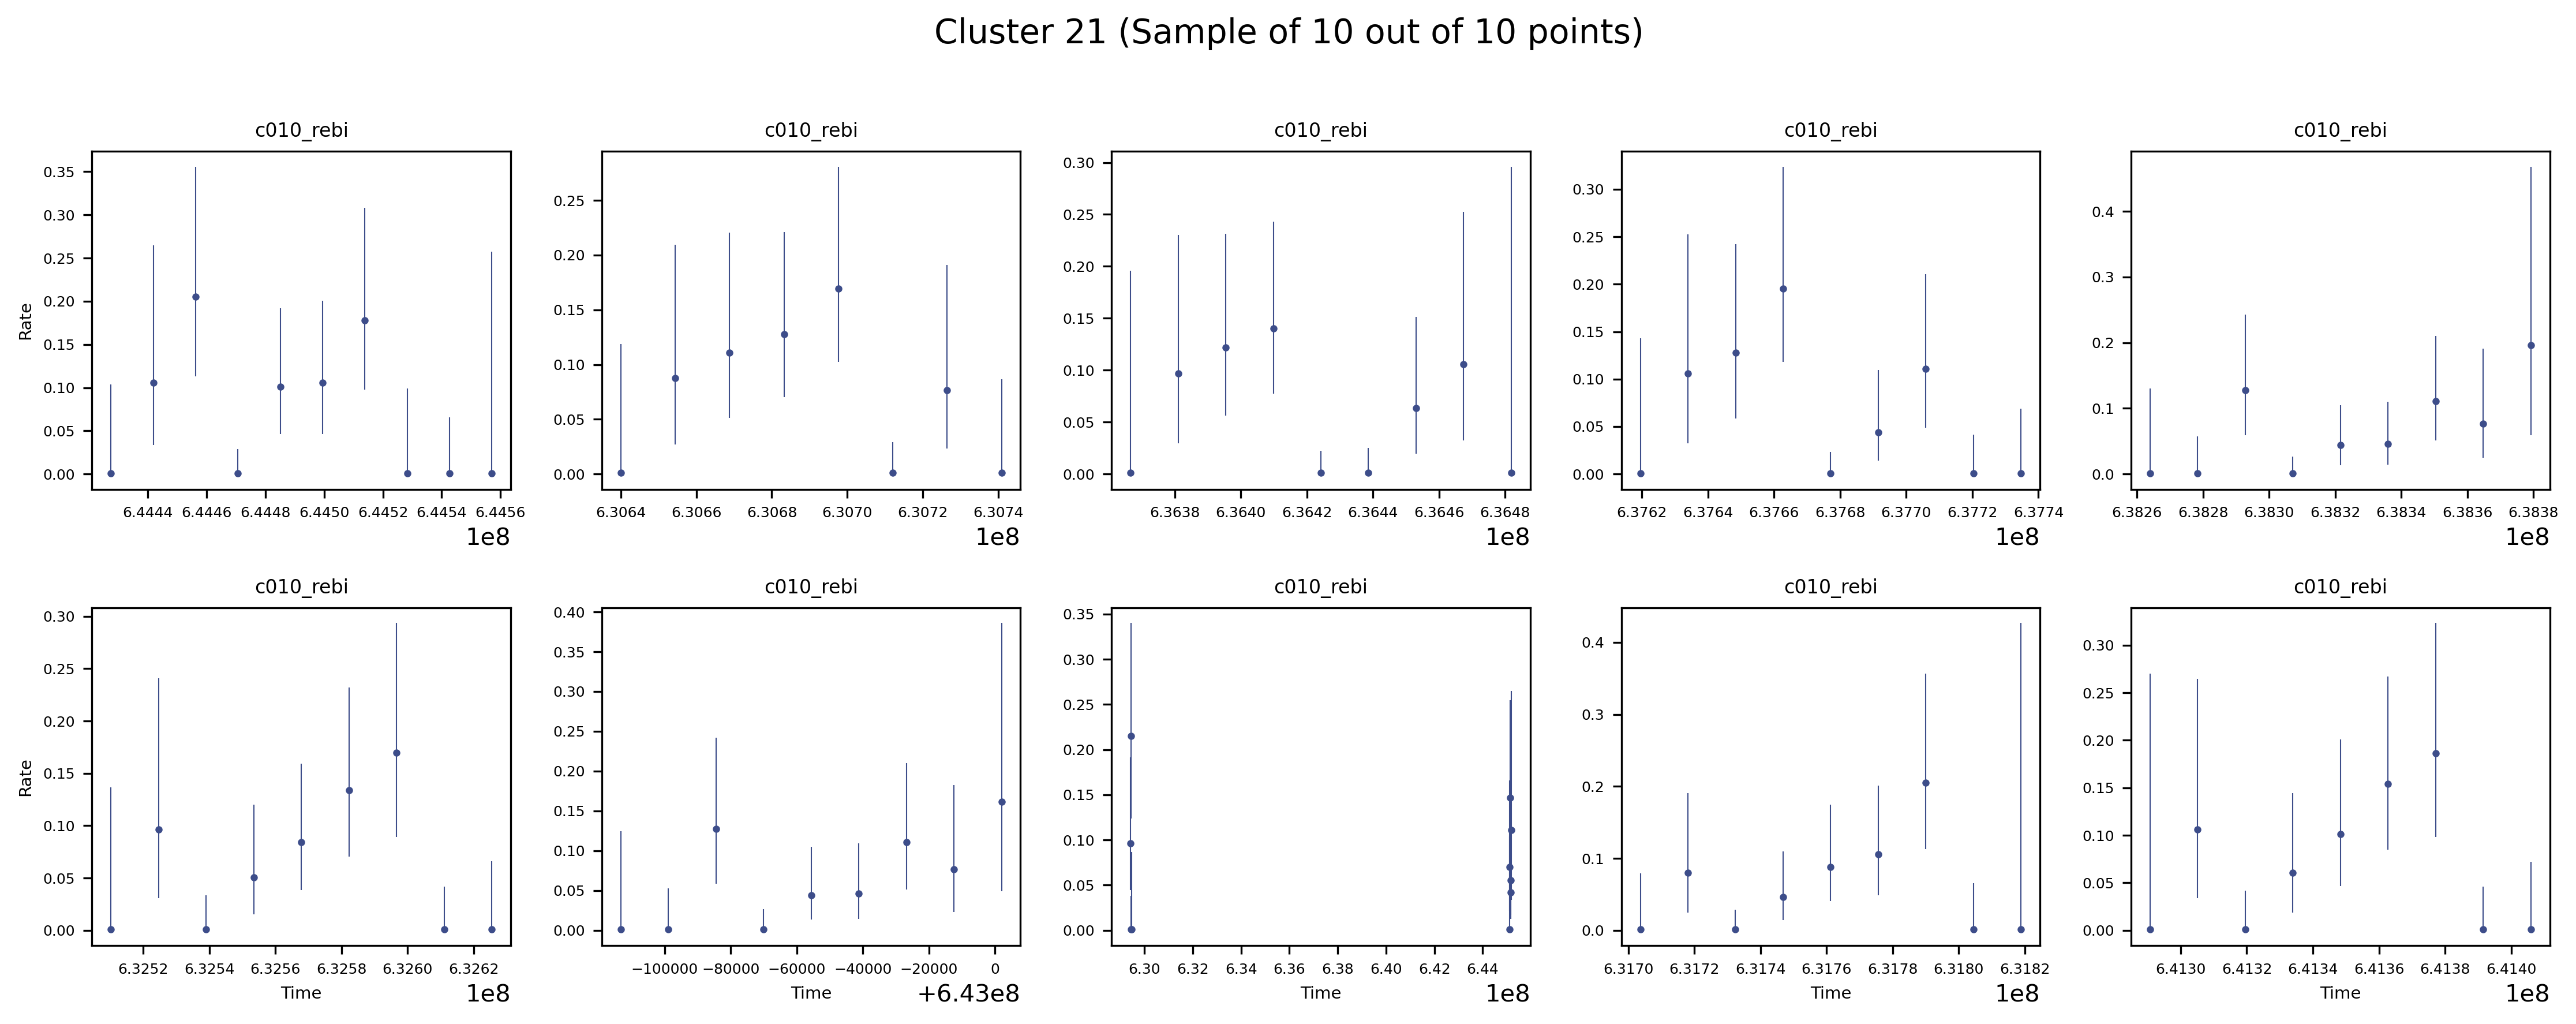 Cluster 21 (Sample of 10 out of 10 points)
c010_rebi c010_rebi c010_rebi c010_rebi c010_rebi
Rate
0.35
0.30
0.25
0.20
0.15
0.10
0.05
0.00
6.4444 6.4446 6.4448 6.4450 6.4452 6.4454 6.4456
1e8
0.25
0.20
0.15
0.10
0.05
0.00
6.3064 6.3066 6.3068 6.3070 6.3072 6.3074
1e8
0.30
0.25
0.20
0.15
0.10
0.05
0.00
6.3638 6.3640 6.3642 6.3644 6.3646 6.3648
1e8
0.30
0.25
0.20
0.15
0.10
0.05
0.00
6.3762 6.3764 6.3766 6.3768 6.3770 6.3772 6.3774
1e8
0.4
0.3
0.2
0.1
0.0
6.3826 6.3828 6.3830 6.3832 6.3834 6.3836 6.3838
1e8
c010_rebi c010_rebi c010_rebi c010_rebi c010_rebi
Rate
0.30
0.25
0.20
0.15
0.10
0.05
0.00
6.3252 6.3254 6.3256 6.3258 6.3260 6.3262
Time
1e8
0.40
0.35
0.30
0.25
0.20
0.15
0.10
0.05
0.00
−100000 −80000 −60000 −40000 −20000 0
Time
+6.43e8
0.35
0.30
0.25
0.20
0.15
0.10
0.05
0.00
6.30 6.32 6.34 6.36 6.38 6.40 6.42 6.44
Time
1e8
0.4
0.3
0.2
0.1
0.0
6.3170 6.3172 6.3174 6.3176 6.3178 6.3180 6.3182
Time
1e8
0.30
0.25
0.20
0.15
0.10
0.05
0.00
6.4130 6.4132 6.4134 6.4136 6.4138 6.4140
Time
1e8